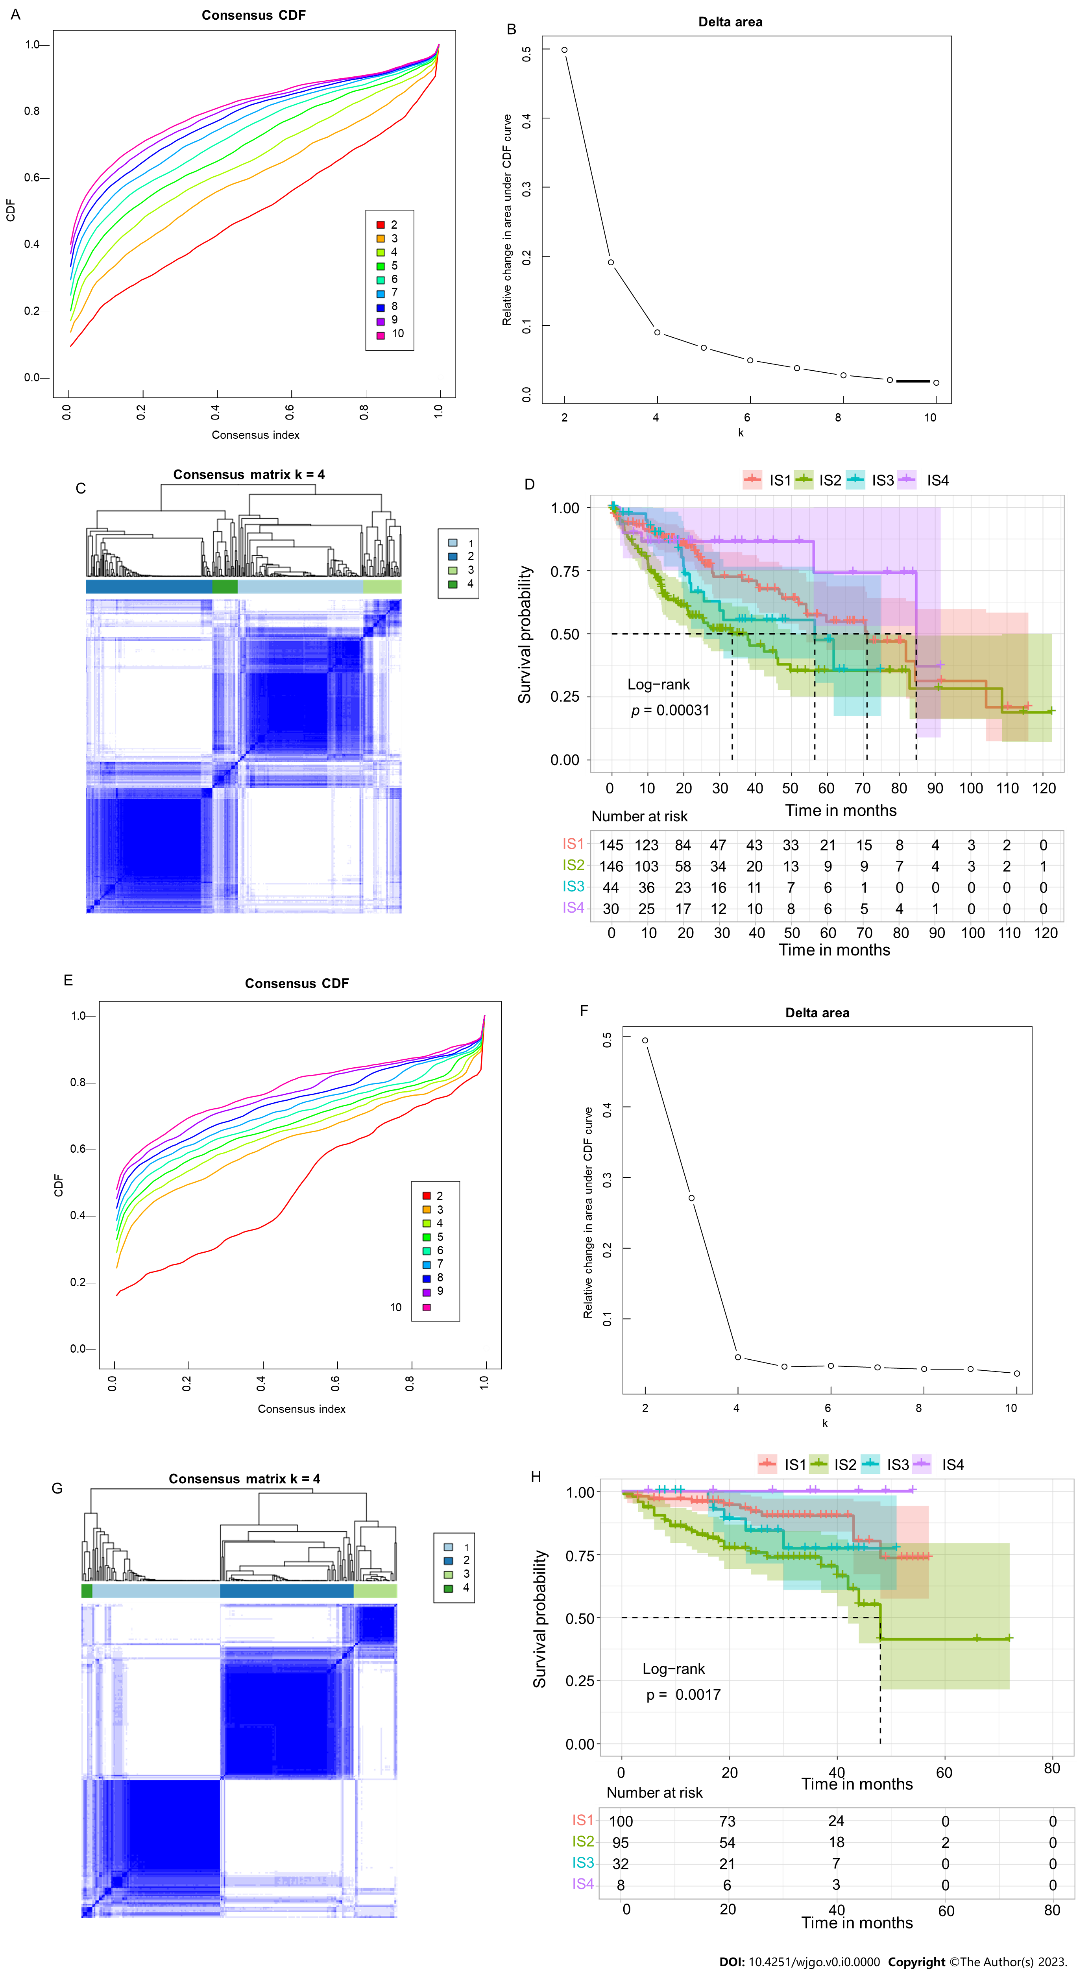 A
Consensus CDF
1.0
0.8
0.6
0.4
0.2
0.0
CDF
0.0 0.2 0.4 0.6 0.8 1.0
Consensus index
2
3
4
5
6
7
8
9
10
B
Delta area
0.5
0.4
0.3
0.2
0.1
0.0
Relative change in area under CDF curve
2 4 6 8 10
k
C
Consensus matrix k = 4
1
2
3
4
D
IS1 IS2 IS3 IS4
1.00
0.75
0.50
0.25
0.00
Survival probability
Log-rank
p = 0.00031
0 10 20 30 40 50 60 70 80 90 100 110 120
Time in months
Number at risk
IS1 145 123 84 47 43 33 21 15 8 4 3 2 0
IS2 146 103 58 34 20 13 9 9 7 4 3 2 1
IS3 44 36 23 16 11 7 6 1 0 0 0 0 0
IS4 30 25 17 12 10 8 6 5 4 1 0 0 0
0 10 20 30 40 50 60 70 80 90 100 110 120
Time in months
E
Consensus CDF
1.0
0.8
0.6
0.4
0.2
0.0
CDF
0.0 0.2 0.4 0.6 0.8 1.0
Consensus index
2
3
4
5
6
7
8
9
10
F
Delta area
0.5
0.4
0.3
0.2
0.1
Relative change in area under CDF curve
2 4 6 8 10
k
G
Consensus matrix k = 4
1
2
3
4
H
IS1 IS2 IS3 IS4
1.00
0.75
0.50
0.25
0.00
Survival probability
Log-rank
p = 0.0017
0 20 40 60 80
Time in months
Number at risk
IS1 100 73 24 0 0
IS2 95 54 18 2 0
IS3 32 21 7 0 0
IS4 8 6 3 0 0
0 20 40 60 80
Time in months
DOI: 10.4251/wjgo.v0.i0.0000 Copyright ©The Author(s) 2023.